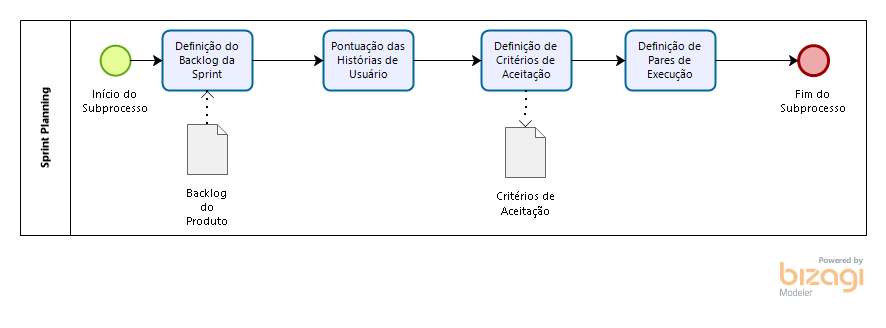 Sprint Planning
Início do
Subprocesso
Definição do
Backlog da
Sprint
Pontuação das
Histórias de
Usuário
Definição de
Critérios de
Aceitação
Definição de
Pares de
Execução
Fim do
Subprocesso
Backlog
do
Produto
Critérios de
Aceitação
Powered by
bizagi
Modeler